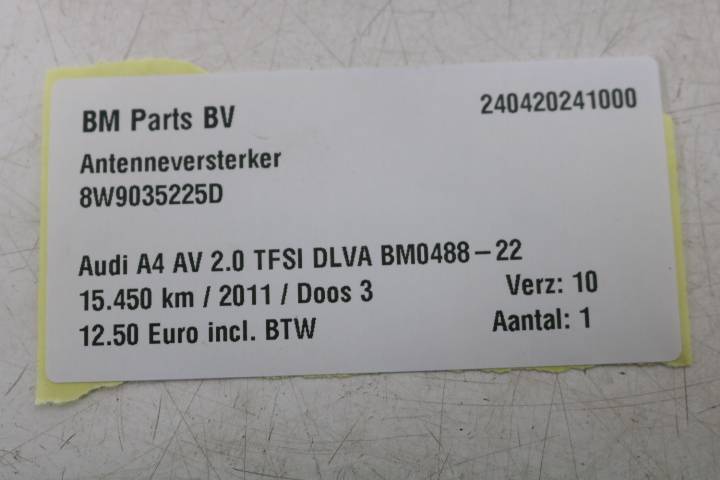 BM Parts BV 240420241000
Antenneversterker
8W9035225D
Audi A4 AV 2.0 TFSI DLVA BM0488-22
15.450 km / 2011 / Doos 3 Verz: 10
12.50 Euro incl. BTW Aantal: 1